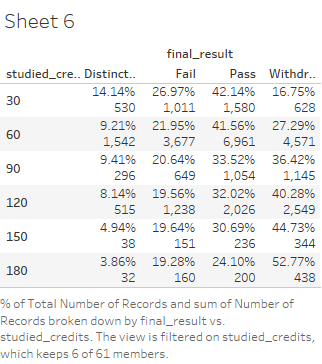 Sheet 6
final_result
studied_cre.. Distinct.. Fail Pass Withdr..
30 14.14% 26.97% 42.14% 16.75%
530 1,011 1,580 628
60 9.21% 21.95% 41.56% 27.29%
1,542 3,677 6,961 4,571
90 9.41% 20.64% 33.52% 36.42%
296 649 1,054 1,145
120 8.14% 19.56% 32.02% 40.28%
515 1,238 2,026 2,549
150 4.94% 19.64% 30.69% 44.73%
38 151 236 344
180 3.86% 19.28% 24.10% 52.77%
32 160 200 438
% of Total Number of Records and sum of Number of
Records broken down by final_result vs.
studied_credits. The view is filtered on studied_credits,
which keeps 6 of 61 members.